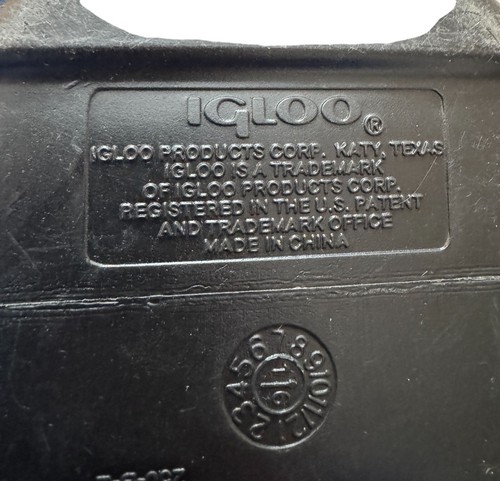 IGLOO®
IGLOO PRODUCTS CORP. KATY, TEXAS
IGLOO IS A TRADEMARK
OF IGLOO PRODUCTS CORP.
REGISTERED IN THE U.S. PATENT
AND TRADEMARK OFFICE
MADE IN CHINA